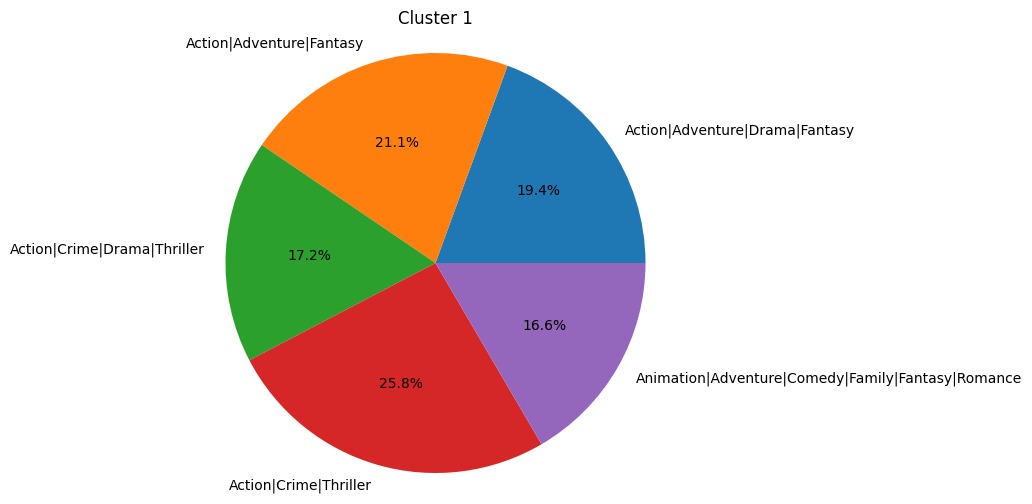 Cluster 1
Action|Adventure|Fantasy
Action|Adventure|Drama|Fantasy
21.1%
19.4%
Action|Crime|Drama|Thriller
17.2%
16.6%
25.8%
Animation|Adventure|Comedy|Family|Fantasy|Romance
Action|Crime|Thriller